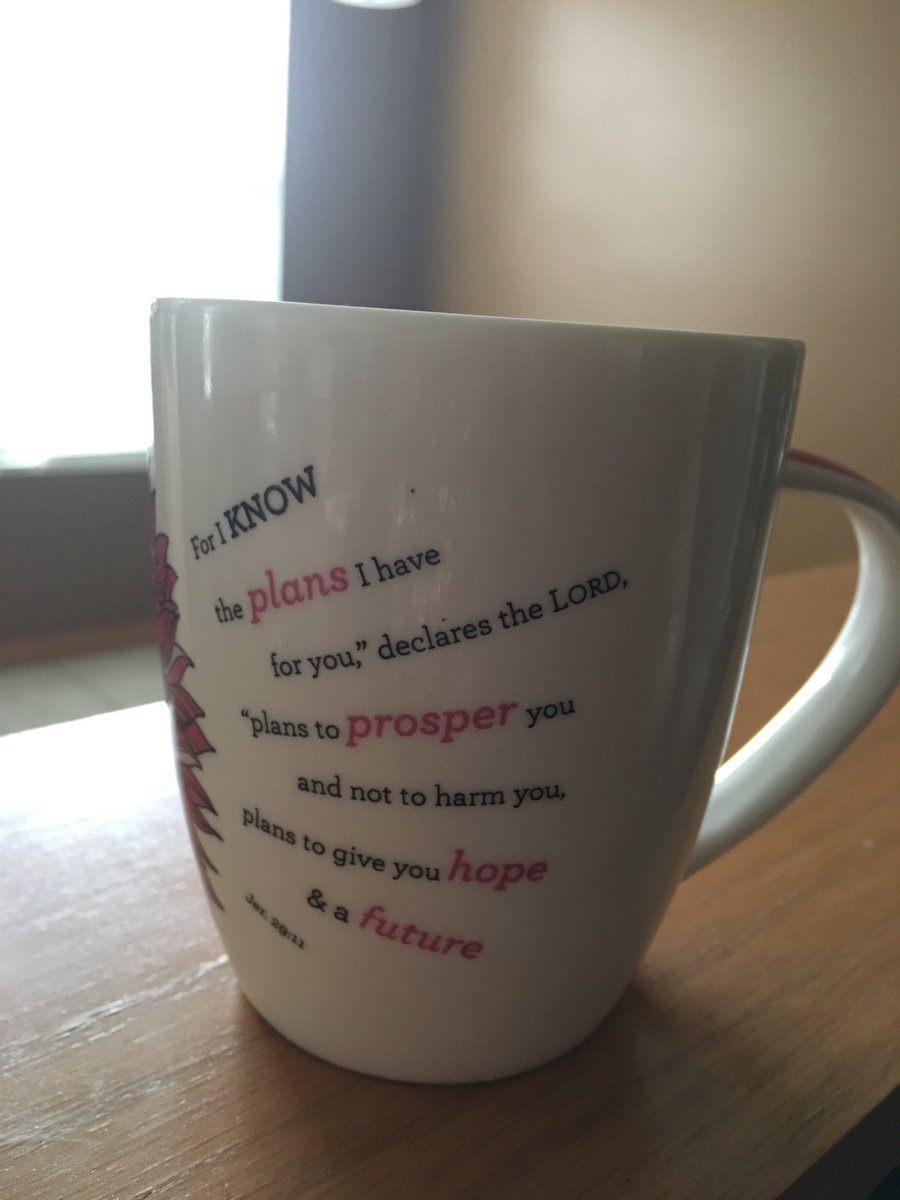 For I KNOW
the plans I have
for you,” declares the LORD,
“plans to prosper you
and not to harm you,
plans to give you hope
& a future
Jer. 29:11